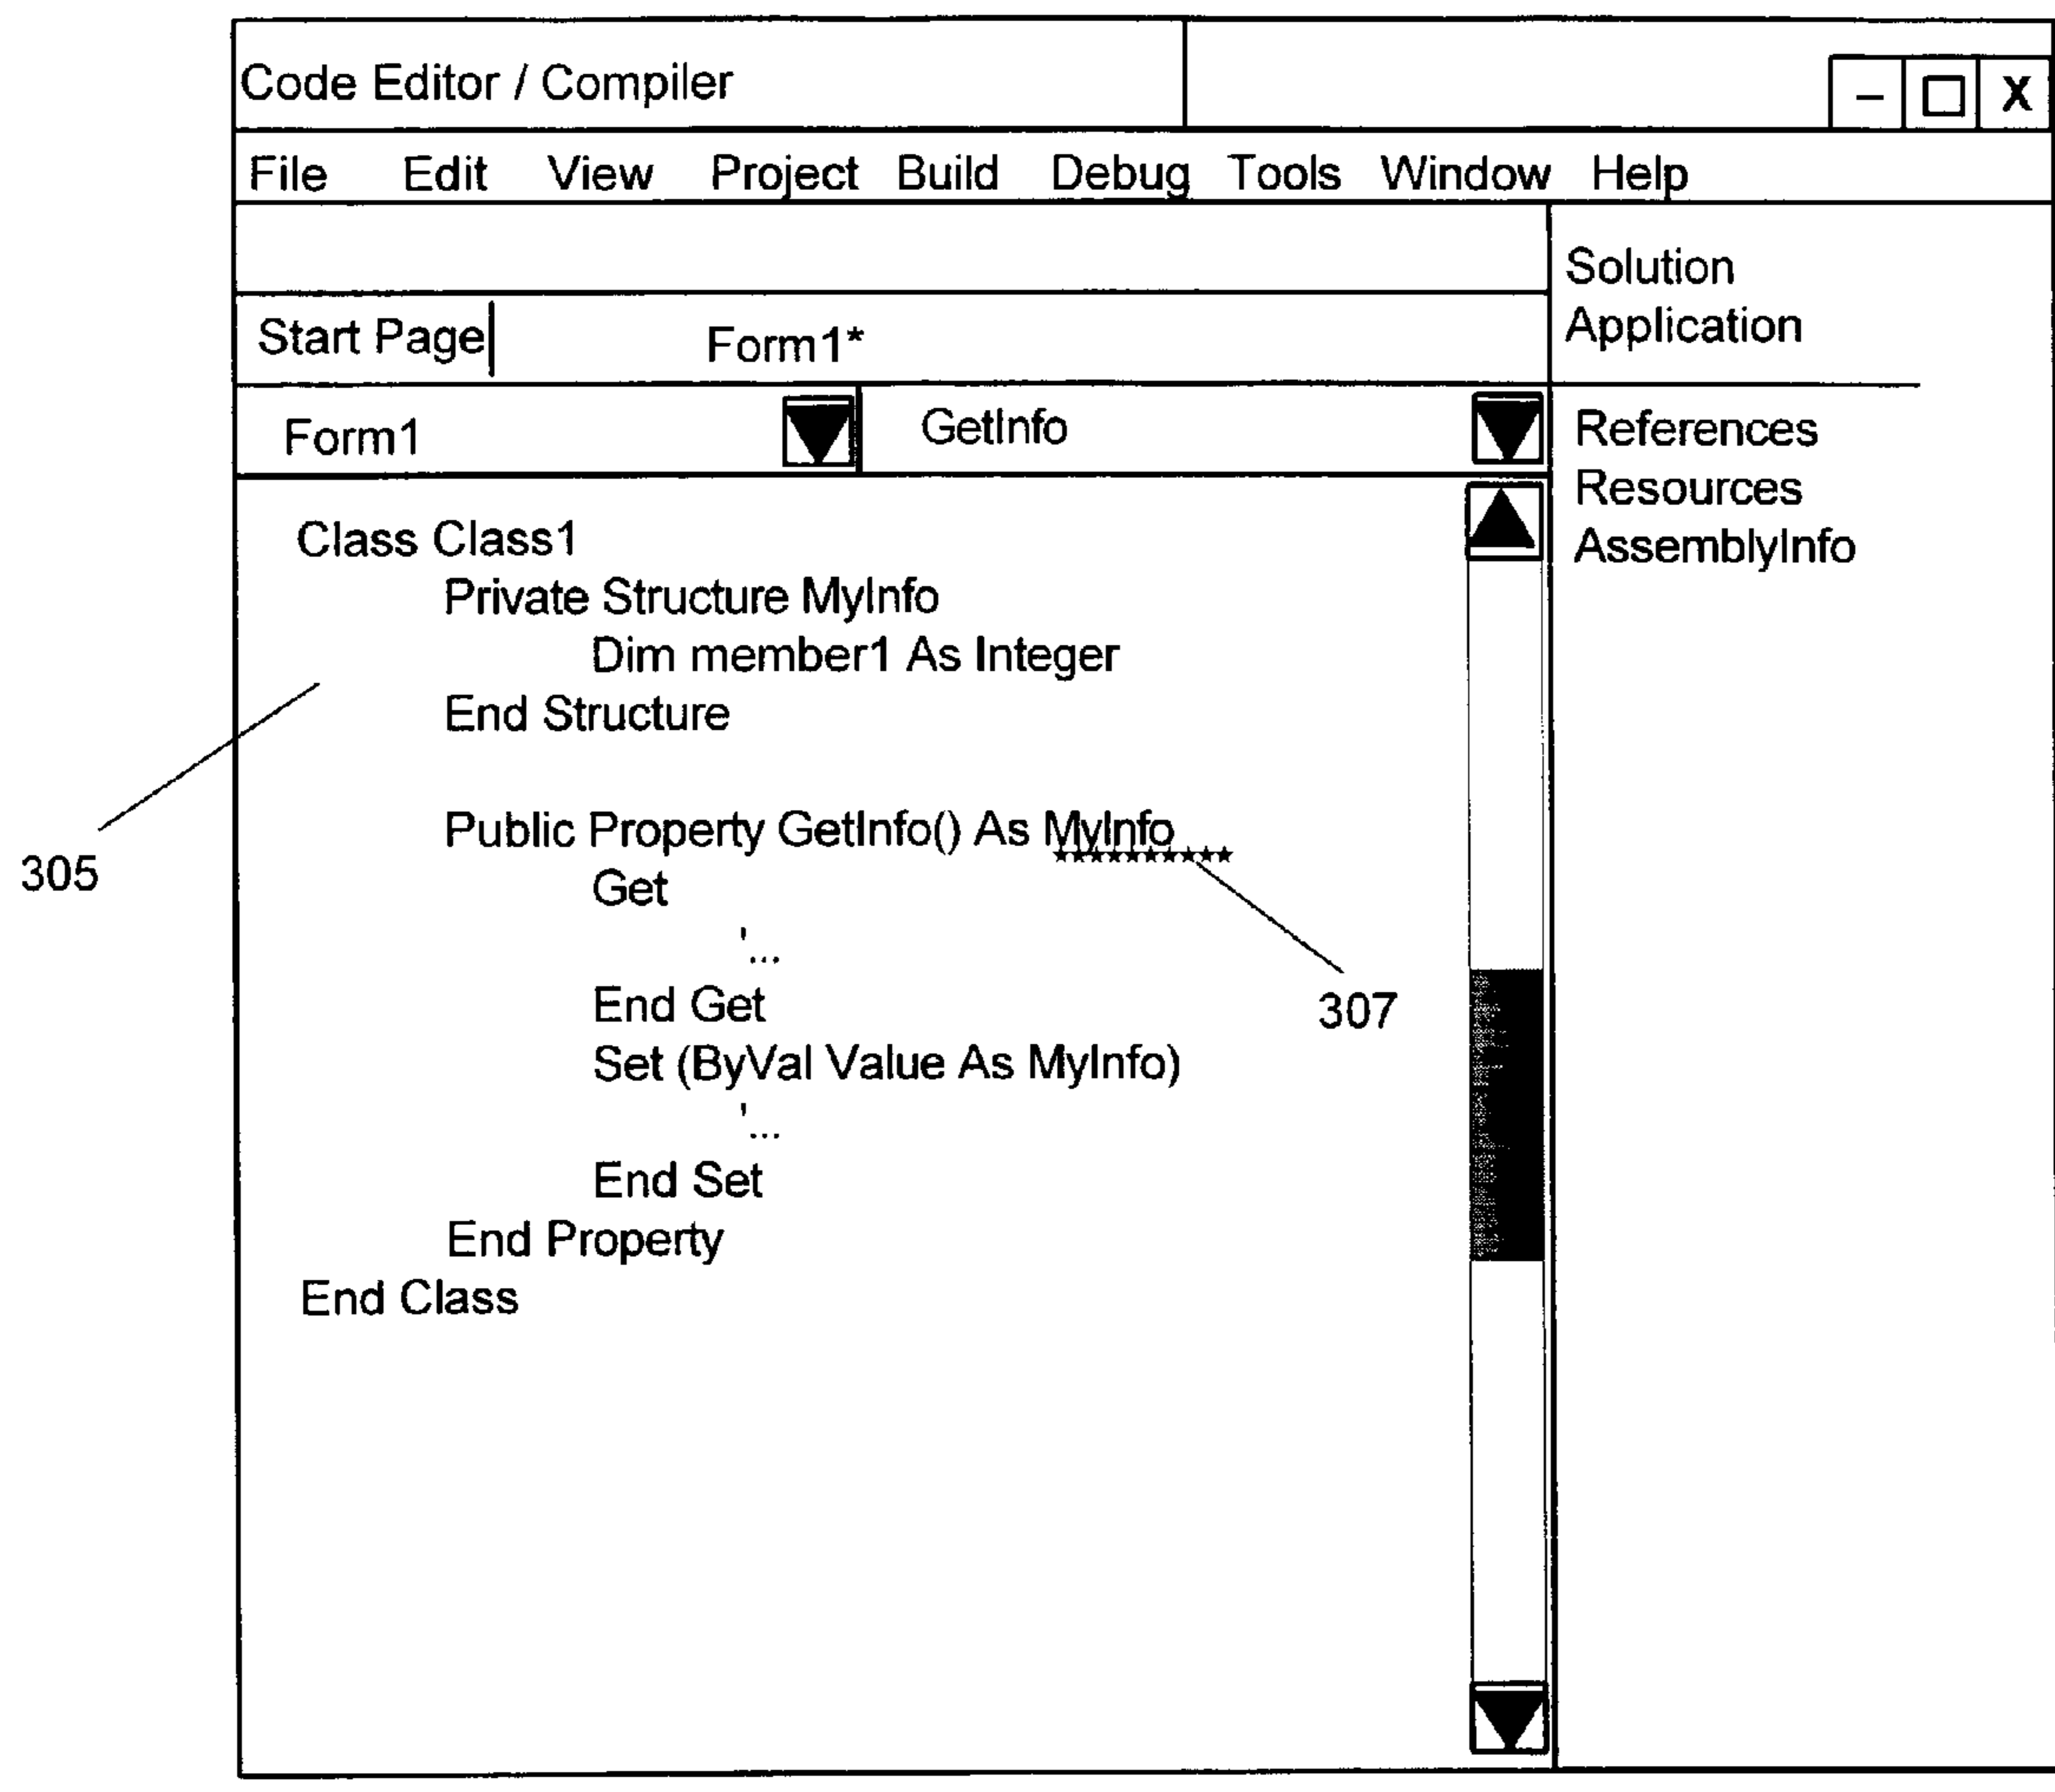 Code Editor / Compiler
– □ X
File Edit View Project Build Debug Tools Window Help
Solution
Application
Start Page Form1*
Form1 GetInfo
References
Resources
AssemblyInfo
Class Class1
Private Structure MyInfo
Dim member1 As Integer
End Structure
Public Property GetInfo() As MyInfo
Get
'...
End Get
Set (ByVal Value As MyInfo)
'...
End Set
End Property
End Class
305
307